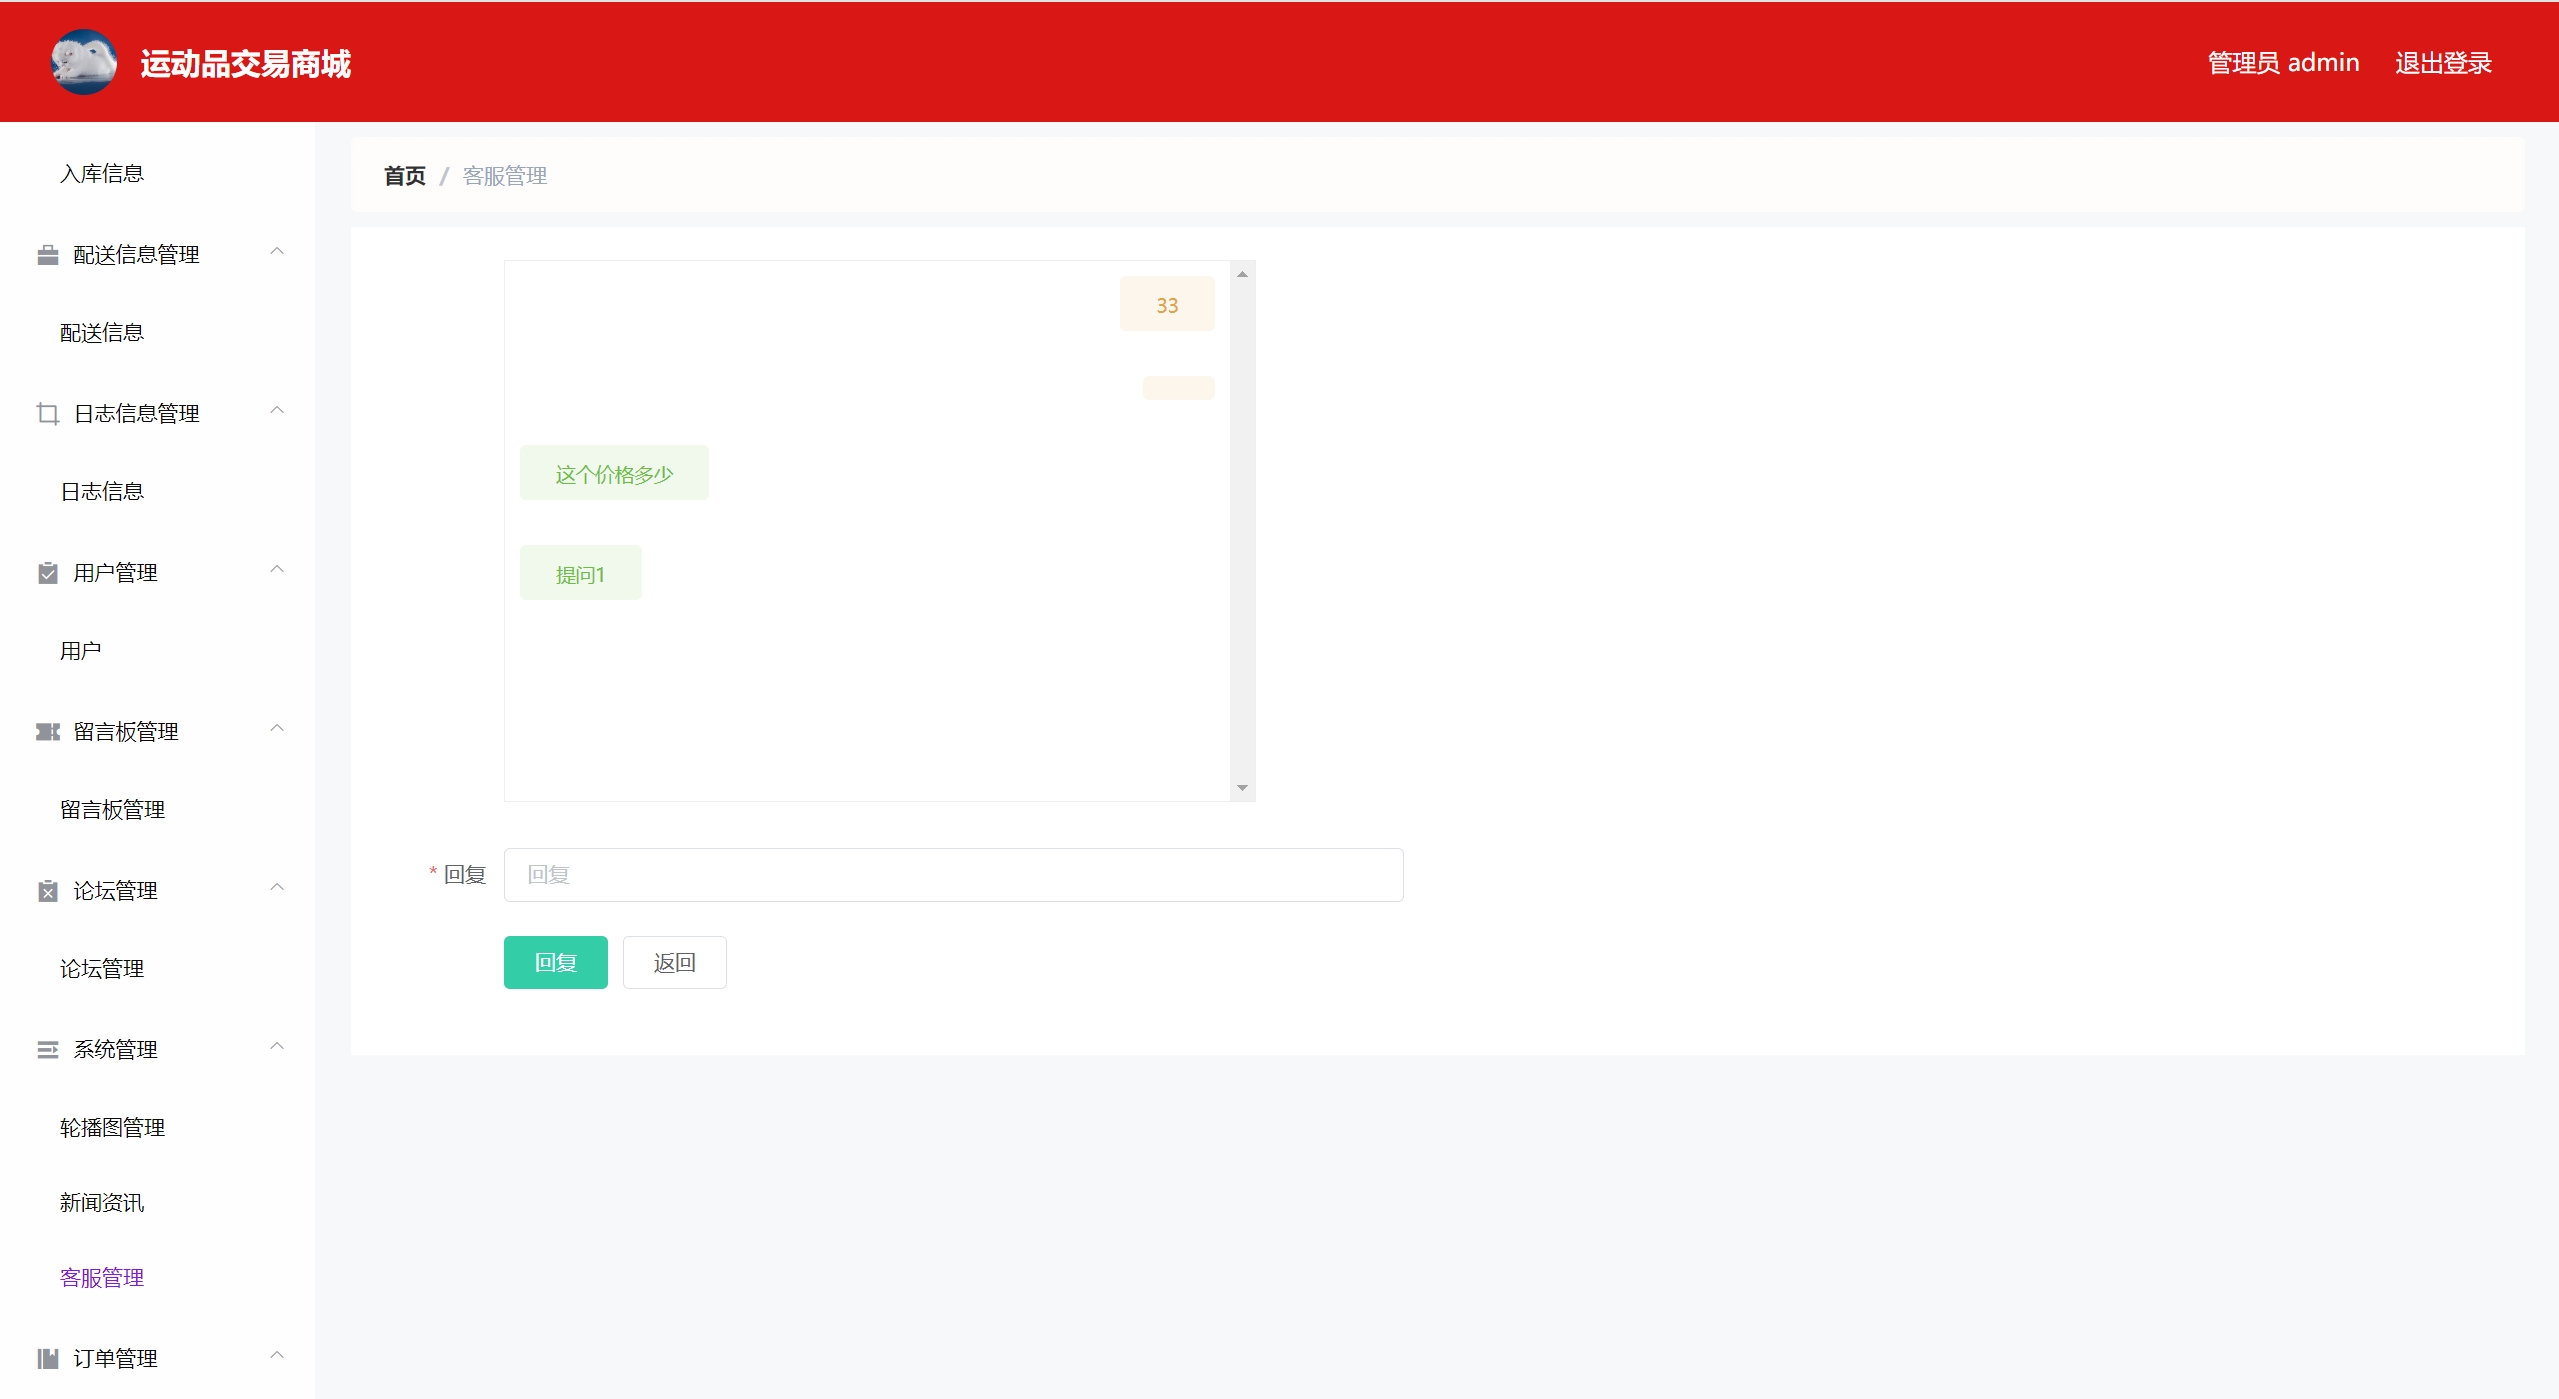 运动品交易商城
管理员 admin
退出登录
入库信息
配送信息管理
配送信息
日志信息管理
日志信息
用户管理
用户
留言板管理
留言板管理
论坛管理
论坛管理
系统管理
轮播图管理
新闻资讯
客服管理
订单管理
首页 / 客服管理
33
这个价格多少
提问1
* 回复
回复
回复
返回